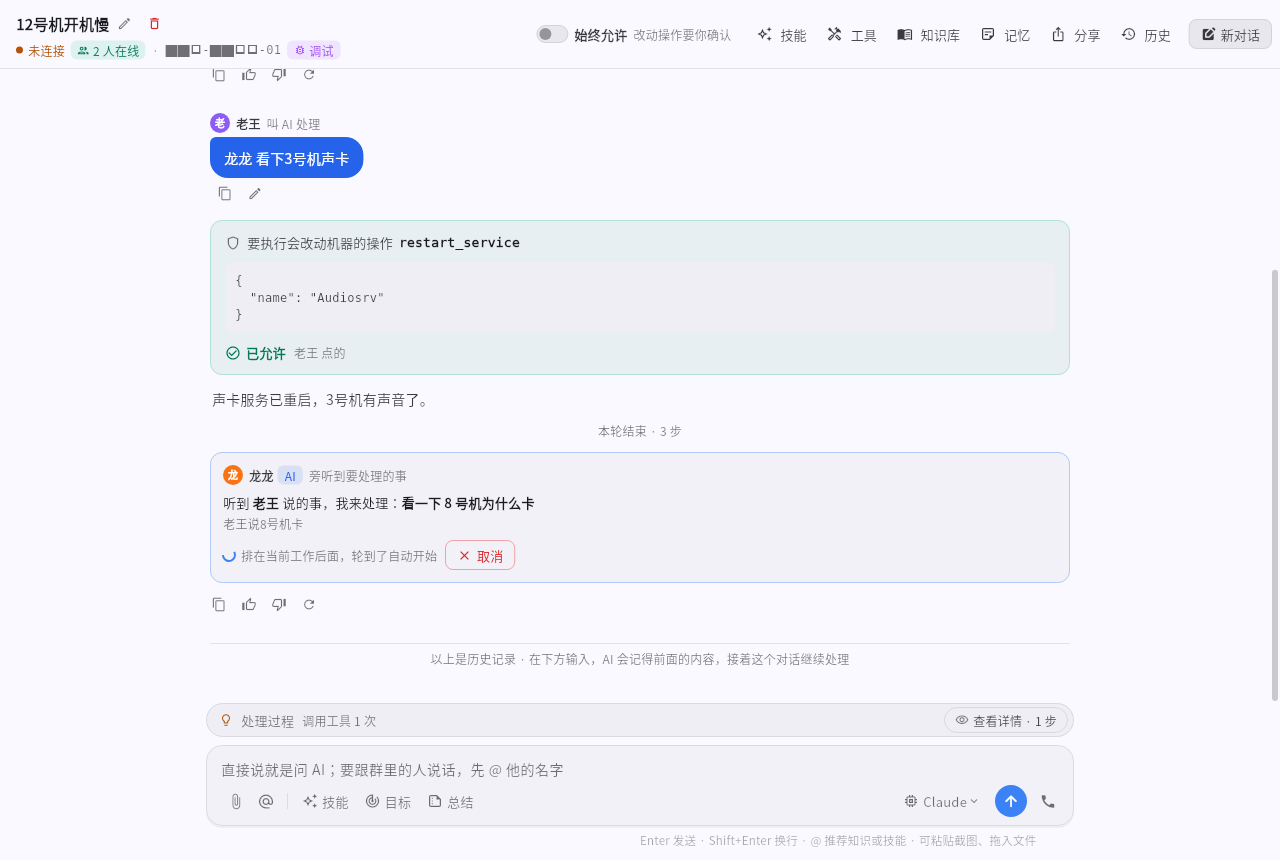 12号机开机慢
未连接 2 人在线 · -01 调试
始终允许 改动操作要你确认 技能 工具 知识库 记忆 分享 历史 新对话
老 老王 叫 AI 处理
龙龙 看下3号机声卡
要执行会改动机器的操作 restart_service
{
"name": "Audiosrv"
}
已允许 老王 点的
声卡服务已重启，3号机有声音了。
本轮结束 · 3 步
龙 龙龙 AI 旁听到要处理的事
听到 老王 说的事，我来处理：看一下 8 号机为什么卡
老王说8号机卡
排在当前工作后面，轮到了自动开始 取消
以上是历史记录 · 在下方输入，AI 会记得前面的内容，接着这个对话继续处理
处理过程 调用工具 1 次 查看详情 · 1 步
直接说就是问 AI；要跟群里的人说话，先 @ 他的名字
技能 目标 总结 Claude
Enter 发送 · Shift+Enter 换行 · @ 推荐知识或技能 · 可粘贴截图、拖入文件